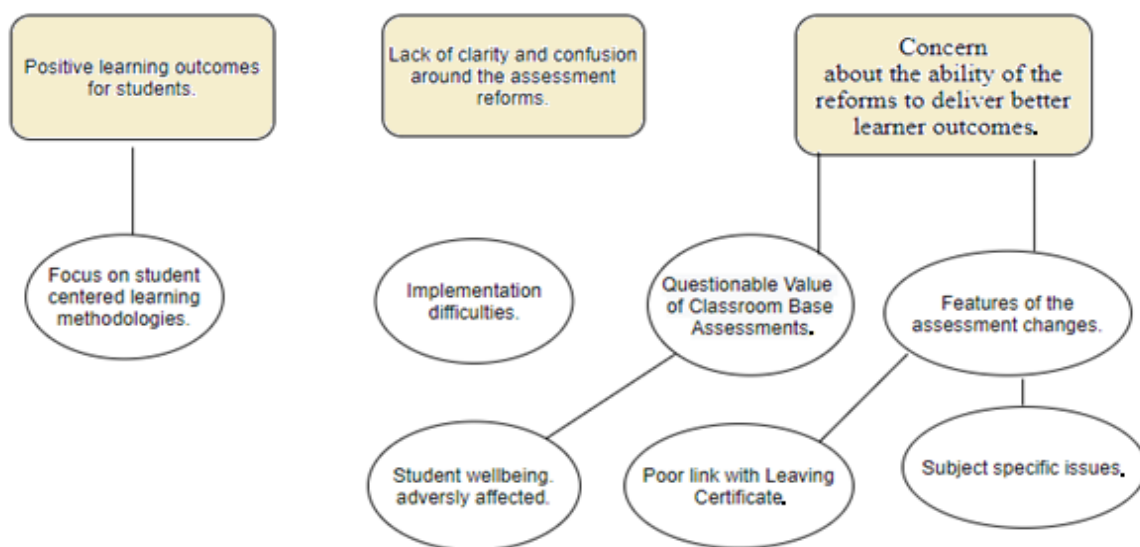 Positive learning outcomes
for students.
Lack of clarity and confusion
around the assessment
reforms.
Concern
about the ability of the
reforms to deliver better
learner outcomes.
Focus on student
centered learning
methodologies.
Implementation
difficulties.
Questionable Value
of Classroom Base
Assessments.
Features of the
assessment changes.
Student wellbeing.
adversly affected.
Poor link with Leaving
Certificate.
Subject specific issues.